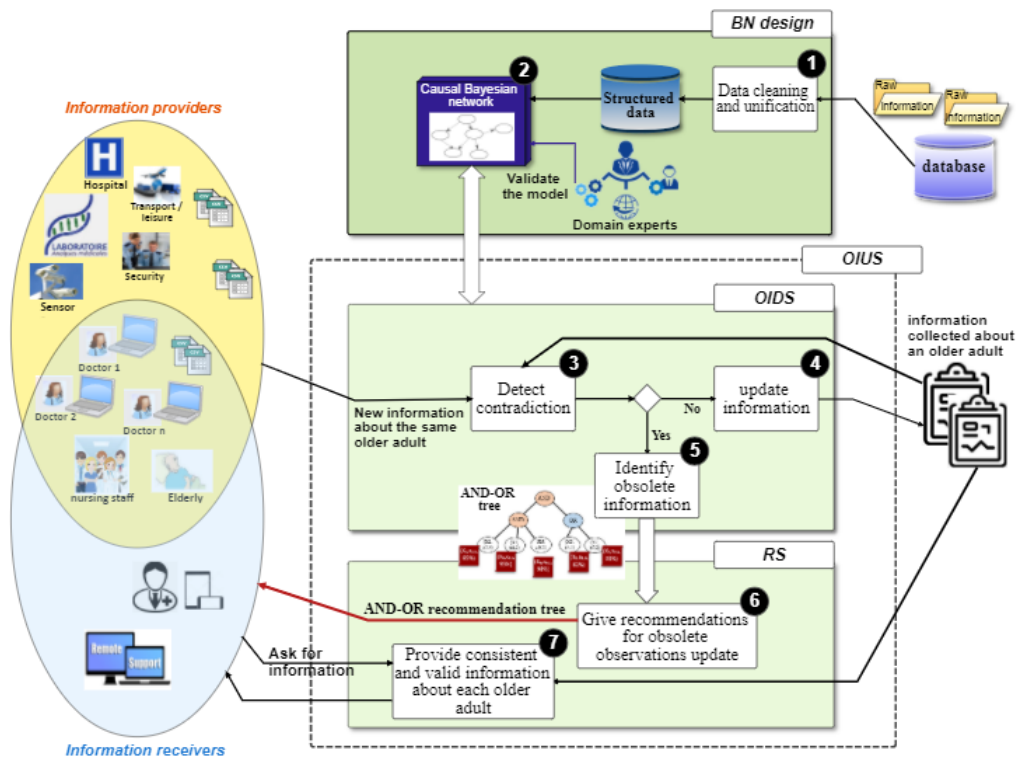 BN design
1
2
Causal Bayesian
network
Structured
data
Data cleaning
and unification
Raw
Information
Raw
Information
database
Validate
the model
Domain experts
Information providers
H
Hospital
Transport /
leisure
LABORATOIRE
Analyses médicales
Security
Sensor
Doctor 1
Doctor 2
Doctor n
nursing staff
Elderly
Remote
Support
Information receivers
OIUS
OIDS
information
collected about
an older adult
3
Detect
contradiction
4
update
information
No
Yes
New information
about the same
older adult
5
Identify
obsolete
information
AND-OR
tree
RS
AND-OR recommendation tree
6
Give recommendations
for obsolete
observations update
7
Ask for
information
Provide consistent
and valid information
about each older
adult